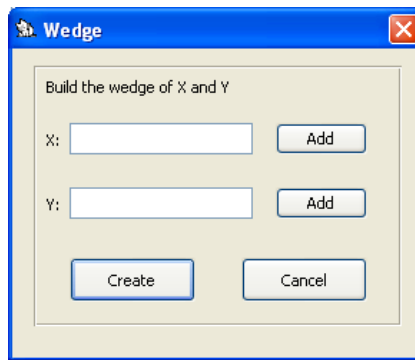 Wedge
Build the wedge of X and Y
X: Add
Y: Add
Create Cancel